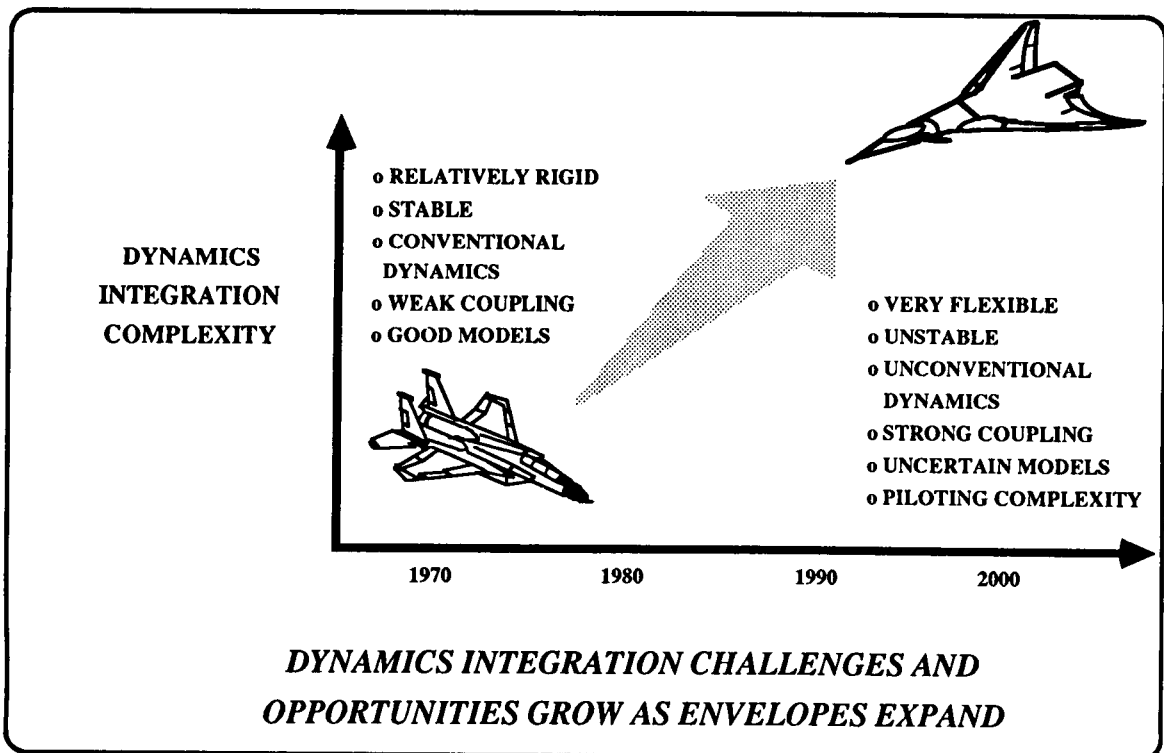 DYNAMICS
INTEGRATION
COMPLEXITY
o RELATIVELY RIGID
o STABLE
o CONVENTIONAL
DYNAMICS
o WEAK COUPLING
o GOOD MODELS
o VERY FLEXIBLE
o UNSTABLE
o UNCONVENTIONAL
DYNAMICS
o STRONG COUPLING
o UNCERTAIN MODELS
o PILOTING COMPLEXITY
1970 1980 1990 2000
DYNAMICS INTEGRATION CHALLENGES AND
OPPORTUNITIES GROW AS ENVELOPES EXPAND